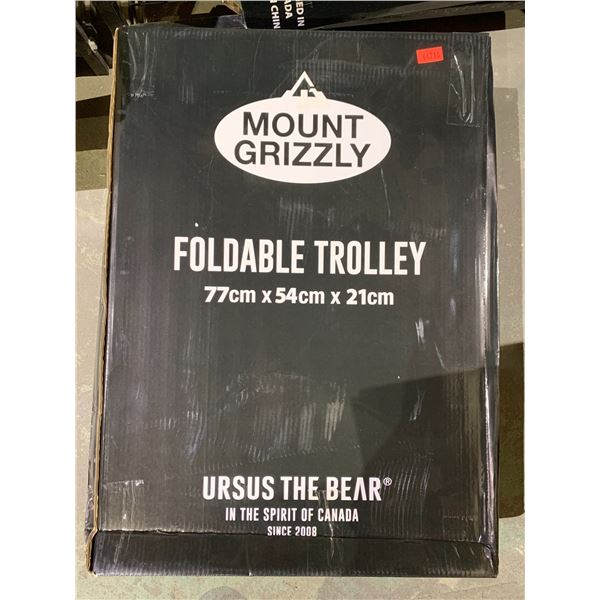 MOUNT
GRIZZLY
FOLDABLE TROLLEY
77cm x 54cm x 21cm
URSUS THE BEAR®
IN THE SPIRIT OF CANADA
SINCE 2008